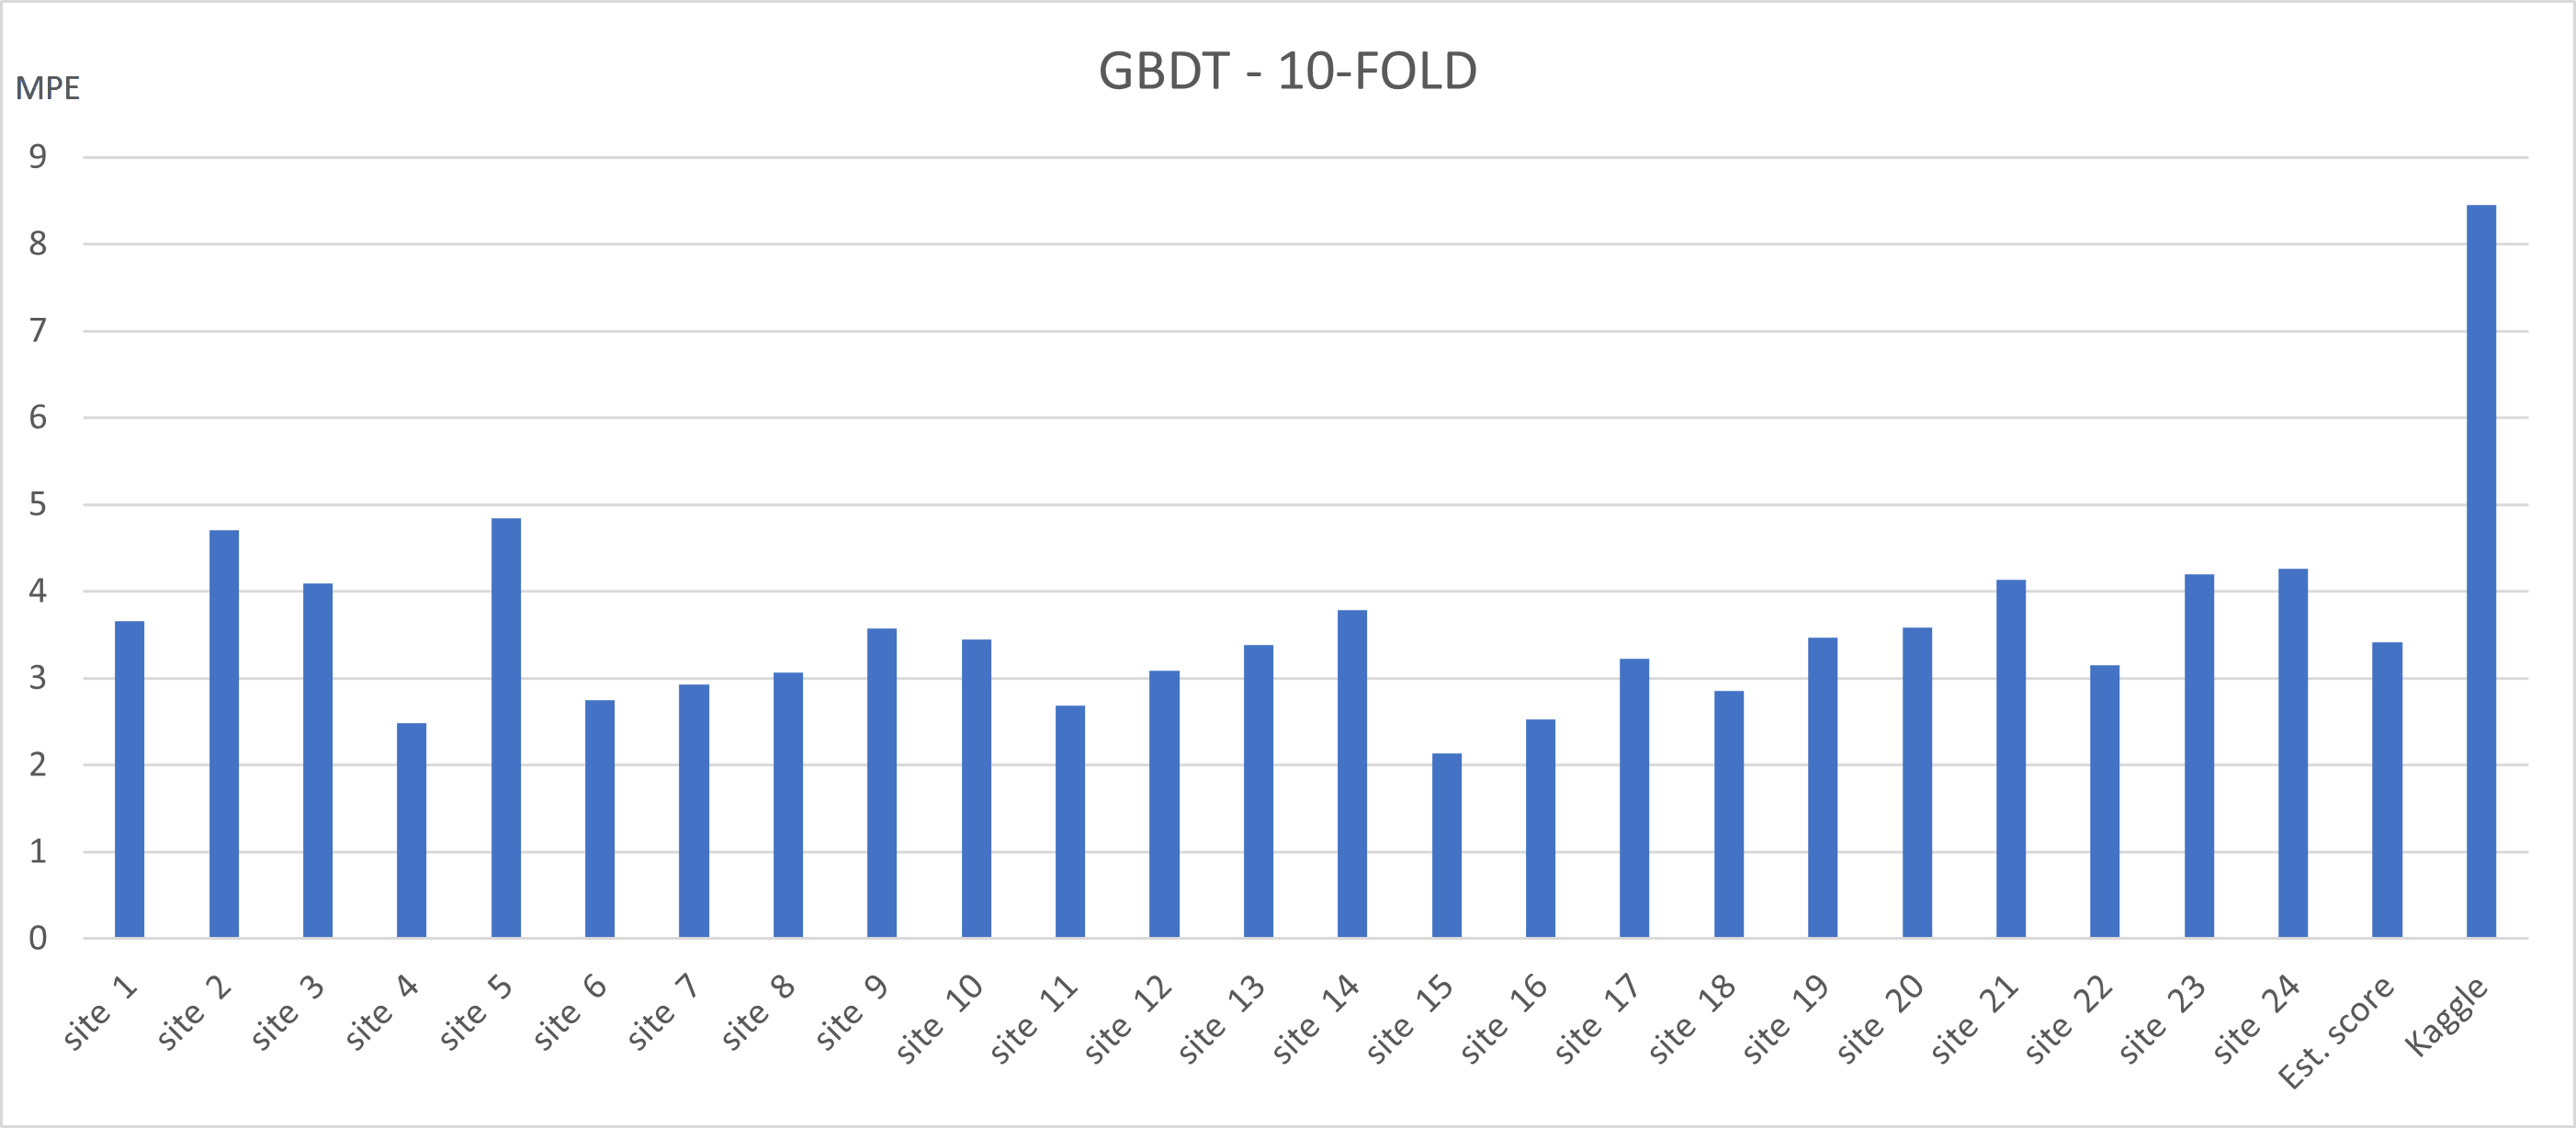 GBDT - 10-FOLD
MPE
9
8
7
6
5
4
3
2
1
0
site 1
site 2
site 3
site 4
site 5
site 6
site 7
site 8
site 9
site 10
site 11
site 12
site 13
site 14
site 15
site 16
site 17
site 18
site 19
site 20
site 21
site 22
site 23
site 24
Est. score
Kaggle